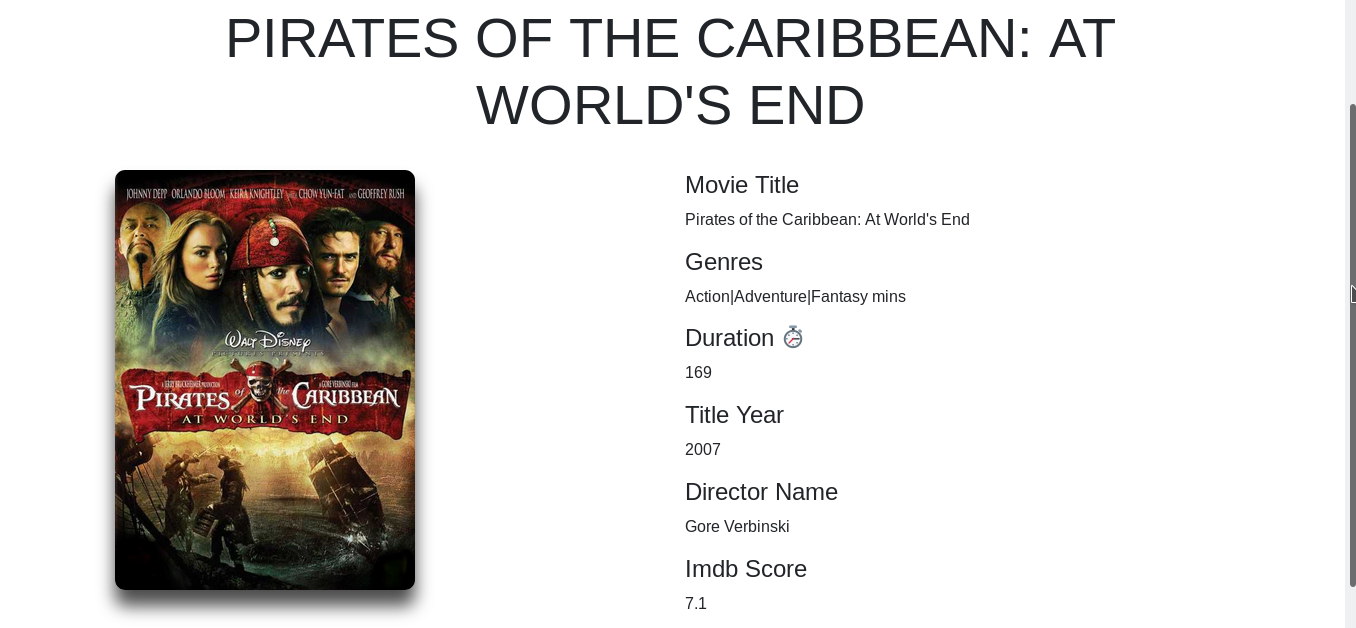 PIRATES OF THE CARIBBEAN: AT
WORLD'S END
JOHNNY DEPP ORLANDO BLOOM KEIRA KNIGHTLEY CHOW YUN-FAT AND GEOFFREY RUSH
WALT DISNEY
PICTURES PRESENTS
A JERRY BRUCKHEIMER PRODUCTION
A GORE VERBINSKI FILM
PIRATES of the CARIBBEAN
AT WORLD'S END
Movie Title
Pirates of the Caribbean: At World's End
Genres
Action|Adventure|Fantasy mins
Duration
169
Title Year
2007
Director Name
Gore Verbinski
Imdb Score
7.1